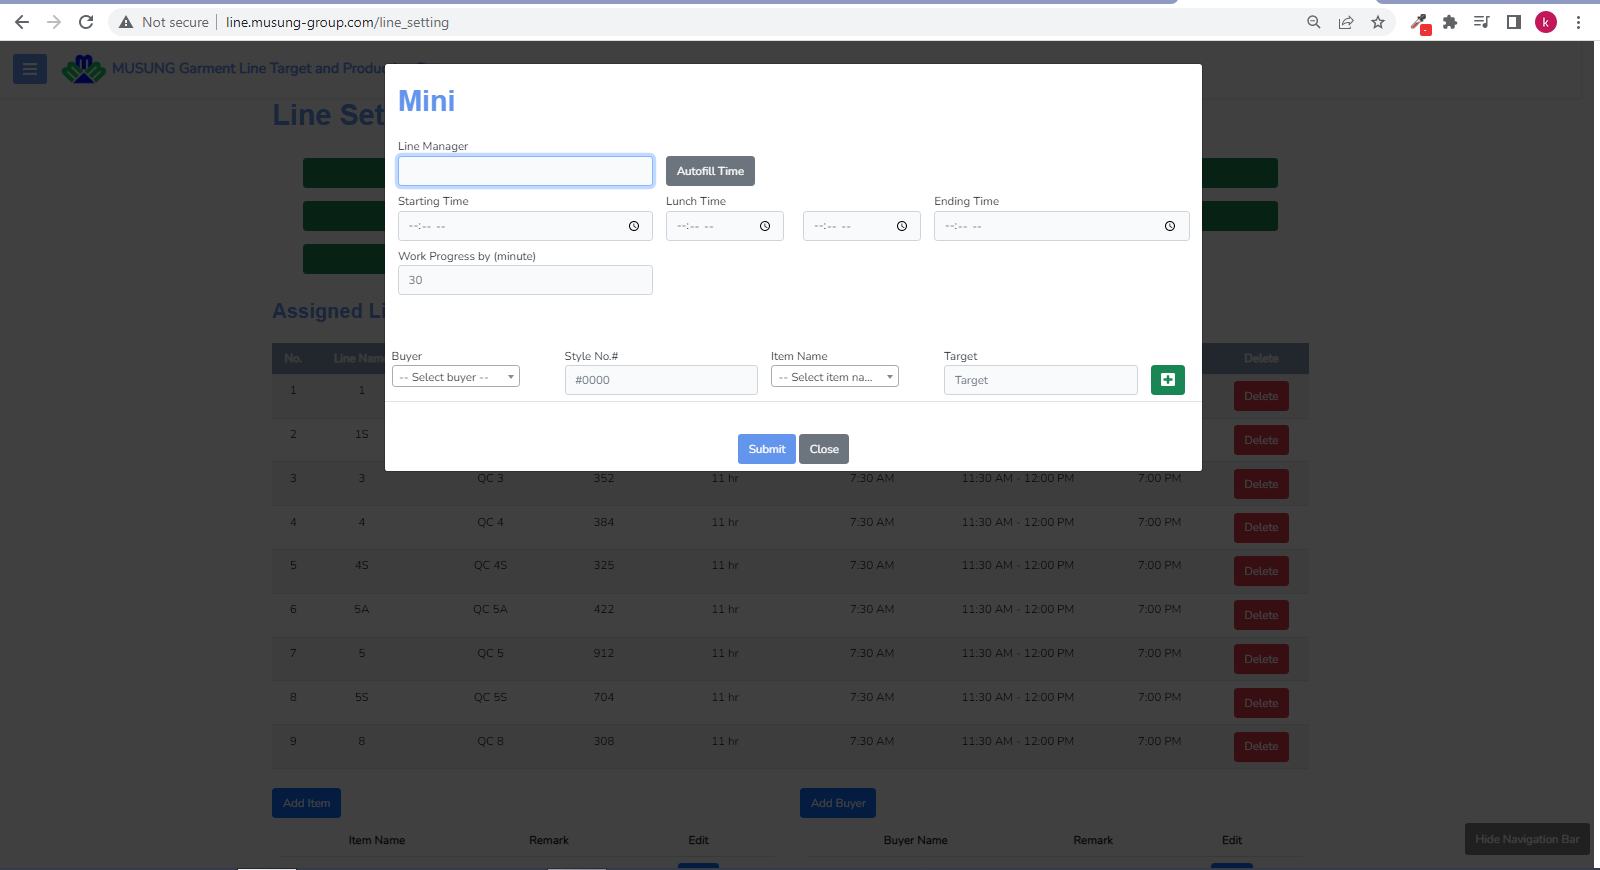 Not secure
line.musung-group.com/line_setting
k
MUSUNG Garment Line Target and
Line Set
Mini
Line Manager
Autofill Time
Starting Time Lunch Time Ending Time
--:-- -- --:-- -- --:-- -- --:-- --
Work Progress by (minute)
30
Buyer Style No.# Item Name Target
-- Select buyer -- #0000 -- Select item na... Target
Submit Close
Assigned Li
No. Line Name Delete
1 1 Delete
2 1S Delete
3 3 QC 3 352 11 hr 7:30 AM 11:30 AM - 12:00 PM 7:00 PM Delete
4 4 QC 4 384 11 hr 7:30 AM 11:30 AM - 12:00 PM 7:00 PM Delete
5 4S QC 4S 325 11 hr 7:30 AM 11:30 AM - 12:00 PM 7:00 PM Delete
6 5A QC 5A 422 11 hr 7:30 AM 11:30 AM - 12:00 PM 7:00 PM Delete
7 5 QC 5 912 11 hr 7:30 AM 11:30 AM - 12:00 PM 7:00 PM Delete
8 5S QC 5S 704 11 hr 7:30 AM 11:30 AM - 12:00 PM 7:00 PM Delete
9 8 QC 8 308 11 hr 7:30 AM 11:30 AM - 12:00 PM 7:00 PM Delete
Add Item Add Buyer
Item Name Remark Edit Buyer Name Remark Edit
Hide Navigation Bar